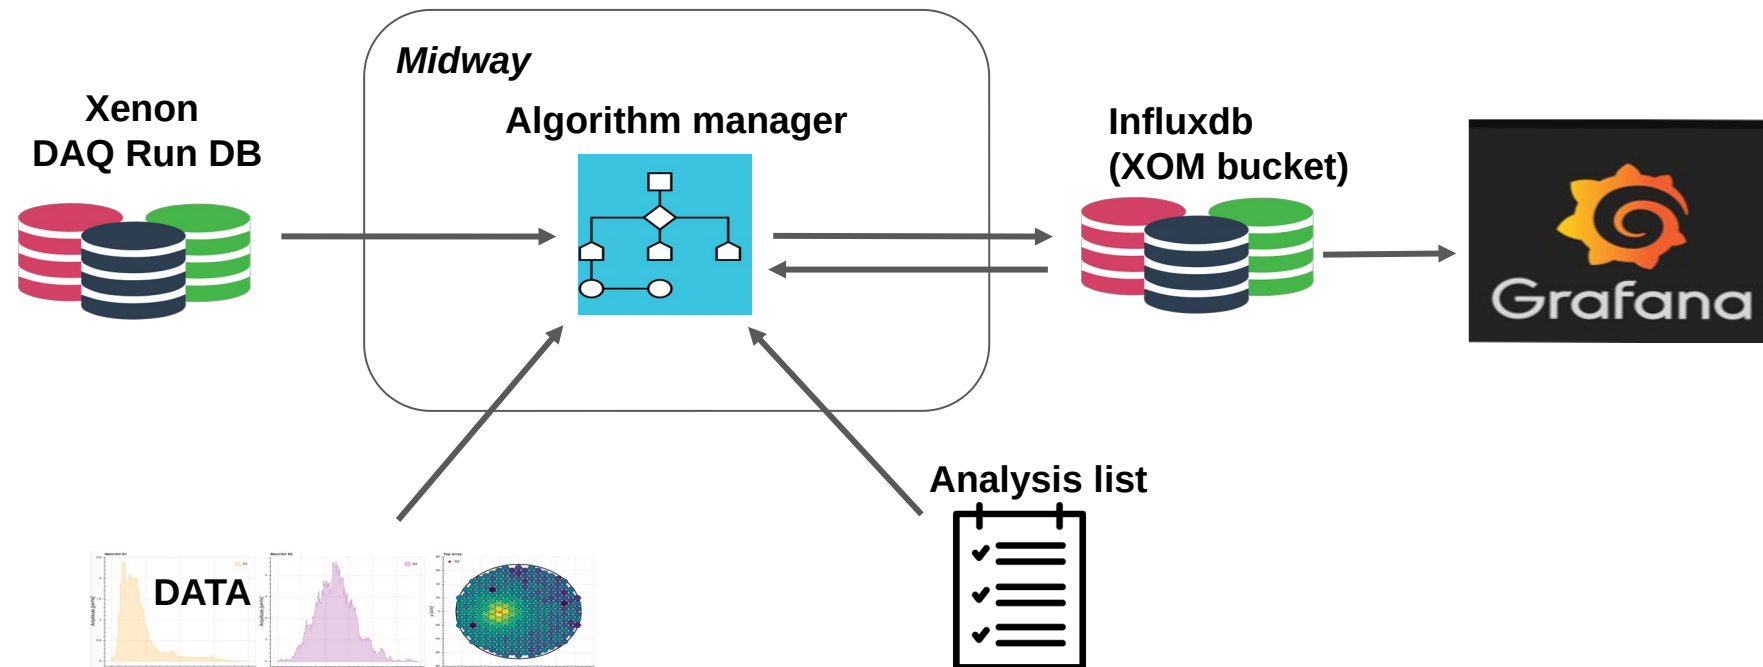 Midway
Xenon
DAQ Run DB
Algorithm manager
Influxdb
(XOM bucket)
Grafana
Analysis list
DATA